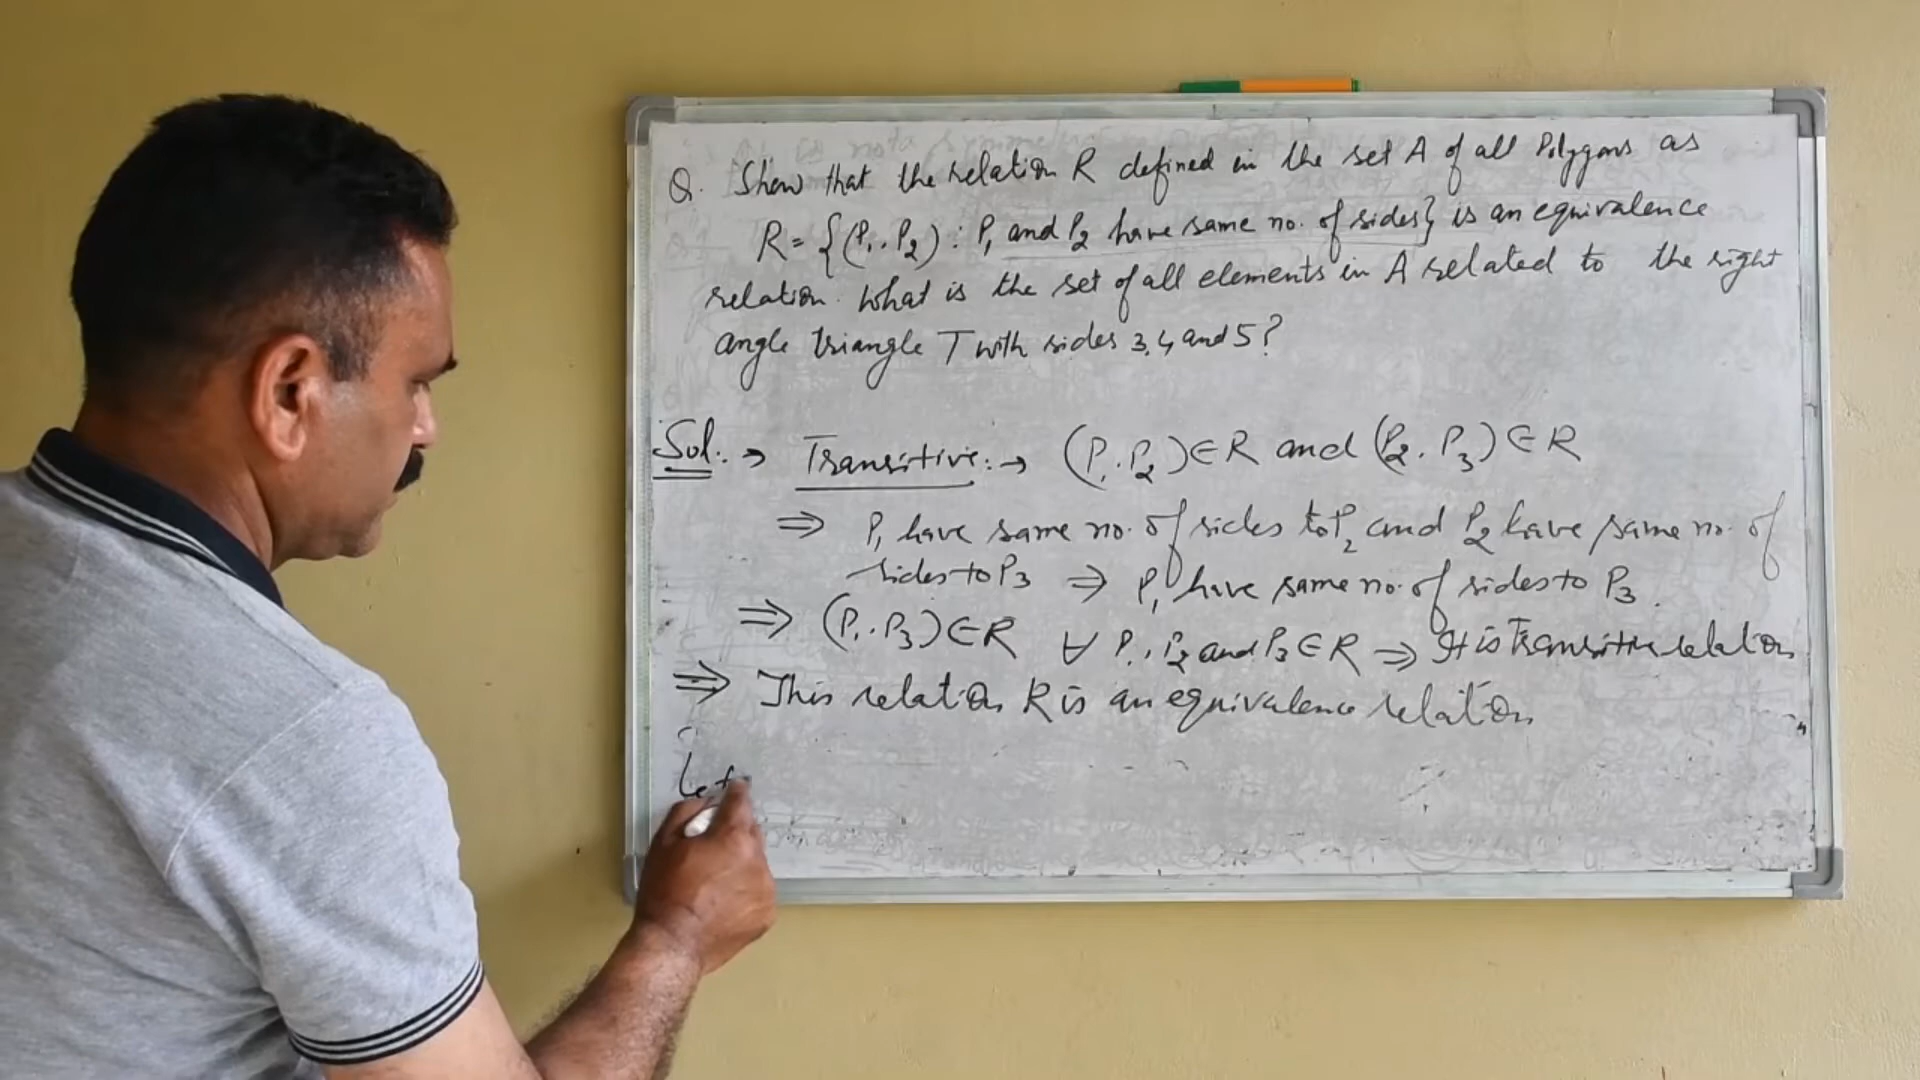 Q. Show that the relation R defined in the set A of all Polygons as
R = {(P₁, P₂) : P₁ and P₂ have same no. of sides} is an equivalence
relation. What is the set of all elements in A related to the right
angle triangle T with sides 3, 4 and 5?
Sol: → Transitive: → (P₁, P₂) ∈ R and (P₂, P₃) ∈ R
⇒ P₁ have same no. of sides to P₂ and P₂ have same no. of
sides to P₃ ⇒ P₁ have same no. of sides to P₃.
⇒ (P₁, P₃) ∈ R ∀ P₁, P₂ and P₃ ∈ R ⇒ It is Transitive relation
⇒ This relation R is an equivalence relation
Let